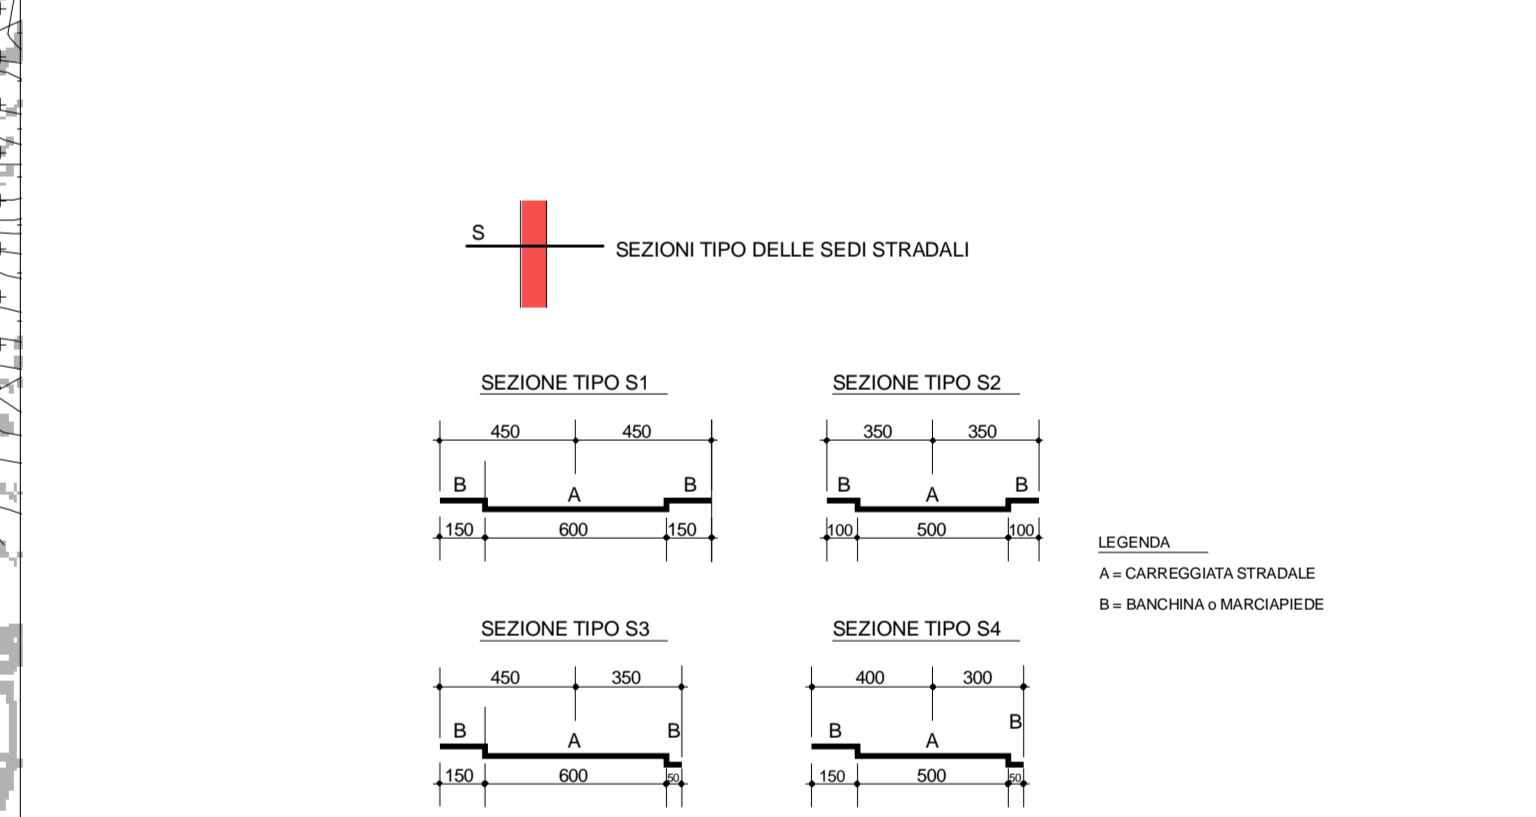 S
SEZIONI TIPO DELLE SEDI STRADALI
SEZIONE TIPO S1
450 450
B A B
150 600 150
SEZIONE TIPO S2
350 350
B A B
100 500 100
LEGENDA
A = CARREGGIATA STRADALE
B = BANCHINA o MARCIAPIEDE
SEZIONE TIPO S3
450 350
B A B
150 600 50
SEZIONE TIPO S4
400 300
B A B
150 500 50